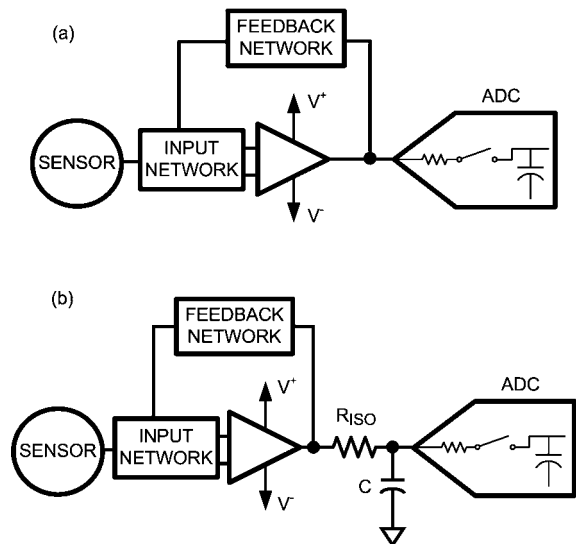 (a)
FEEDBACK
NETWORK
V+
ADC
SENSOR
INPUT
NETWORK
V-
(b)
FEEDBACK
NETWORK
V+
ADC
RISO
SENSOR
INPUT
NETWORK
C
V-